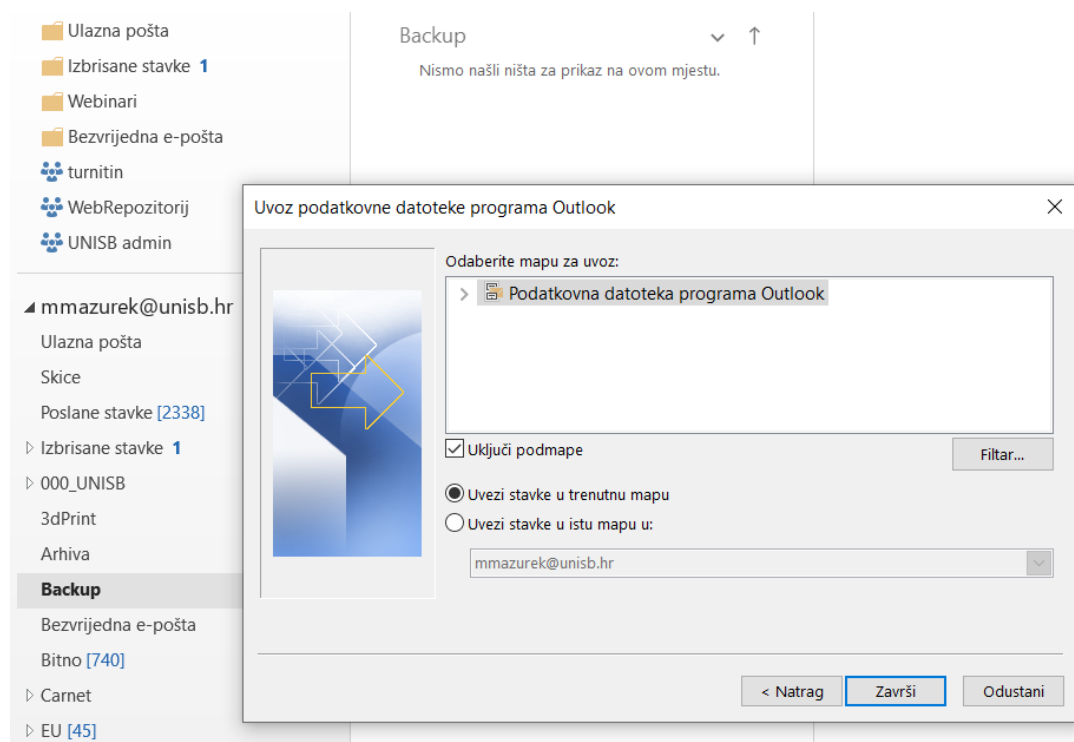 Ulazna pošta
Izbrisane stavke 1
Webinari
Bezvrijedna e-pošta
turnitin
WebRepozitorij
UNISB admin
mmazurek@unisb.hr
Ulazna pošta
Skice
Poslane stavke [2338]
Izbrisane stavke 1
000_UNISB
3dPrint
Arhiva
Backup
Bezvrijedna e-pošta
Bitno [740]
Carnet
EU [45]
Backup
Nismo našli ništa za prikaz na ovom mjestu.
Uvoz podatkovne datoteke programa Outlook
Odaberite mapu za uvoz:
Podatkovna datoteka programa Outlook
Uključi podmape
Filtar...
Uvezi stavke u trenutnu mapu
Uvezi stavke u istu mapu u:
mmazurek@unisb.hr
< Natrag
Završi
Odustani